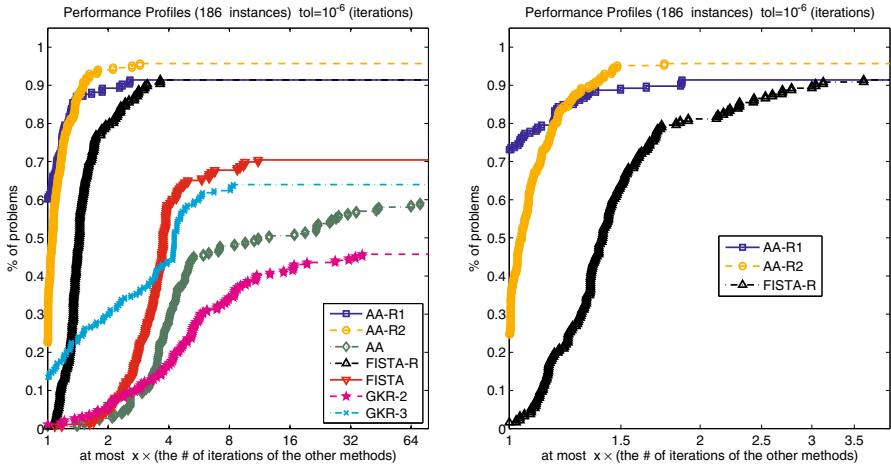 Performance Profiles (186 instances) tol=10^-6 (iterations)
% of problems
1
0.9
0.8
0.7
0.6
0.5
0.4
0.3
0.2
0.1
0
AA-R1
AA-R2
AA
FISTA-R
FISTA
GKR-2
GKR-3
1 2 4 8 16 32 64
at most x × (the # of iterations of the other methods)
Performance Profiles (186 instances) tol=10^-6 (iterations)
% of problems
1
0.9
0.8
0.7
0.6
0.5
0.4
0.3
0.2
0.1
0
AA-R1
AA-R2
FISTA-R
1 1.5 2 2.5 3 3.5
at most x × (the # of iterations of the other methods)